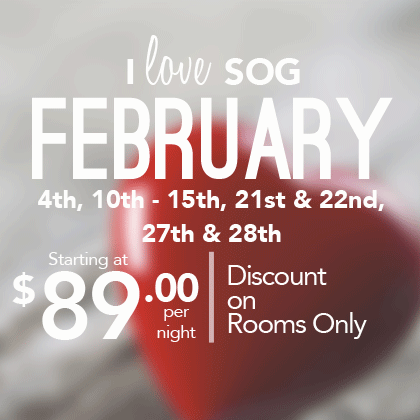 I love SOG
FEBRUARY
4th, 10th - 15th, 21st & 22nd,
27th & 28th
Starting at
$89.00
per
night
Discount
on
Rooms Only